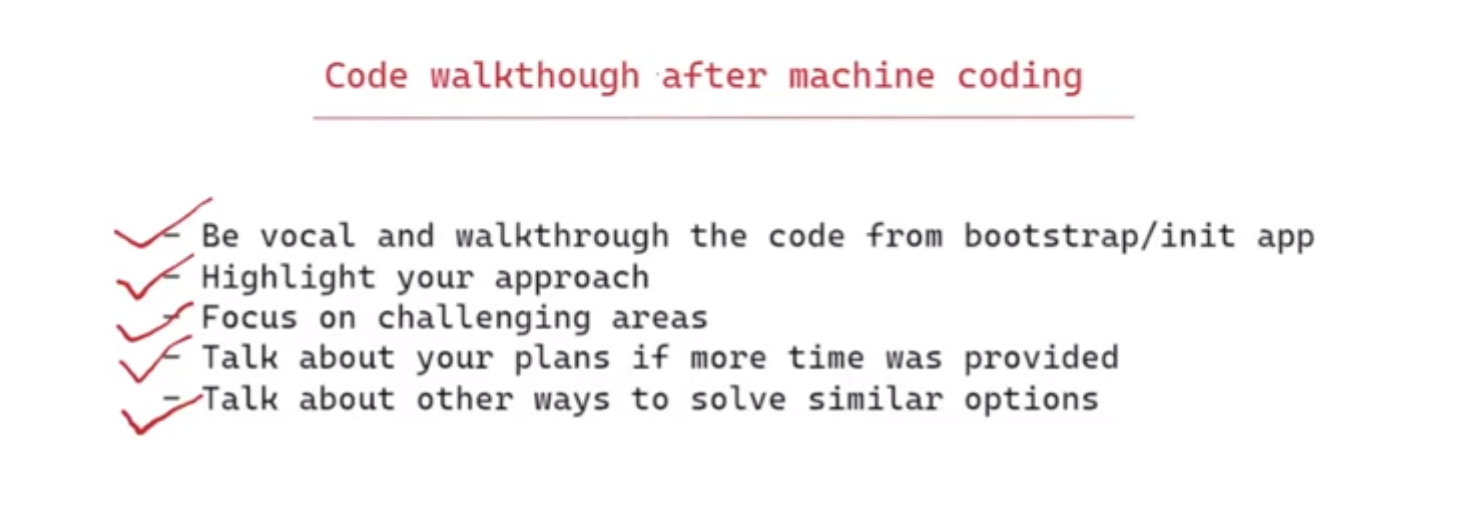 Code walkthough after machine coding
- Be vocal and walkthrough the code from bootstrap/init app
- Highlight your approach
- Focus on challenging areas
- Talk about your plans if more time was provided
- Talk about other ways to solve similar options